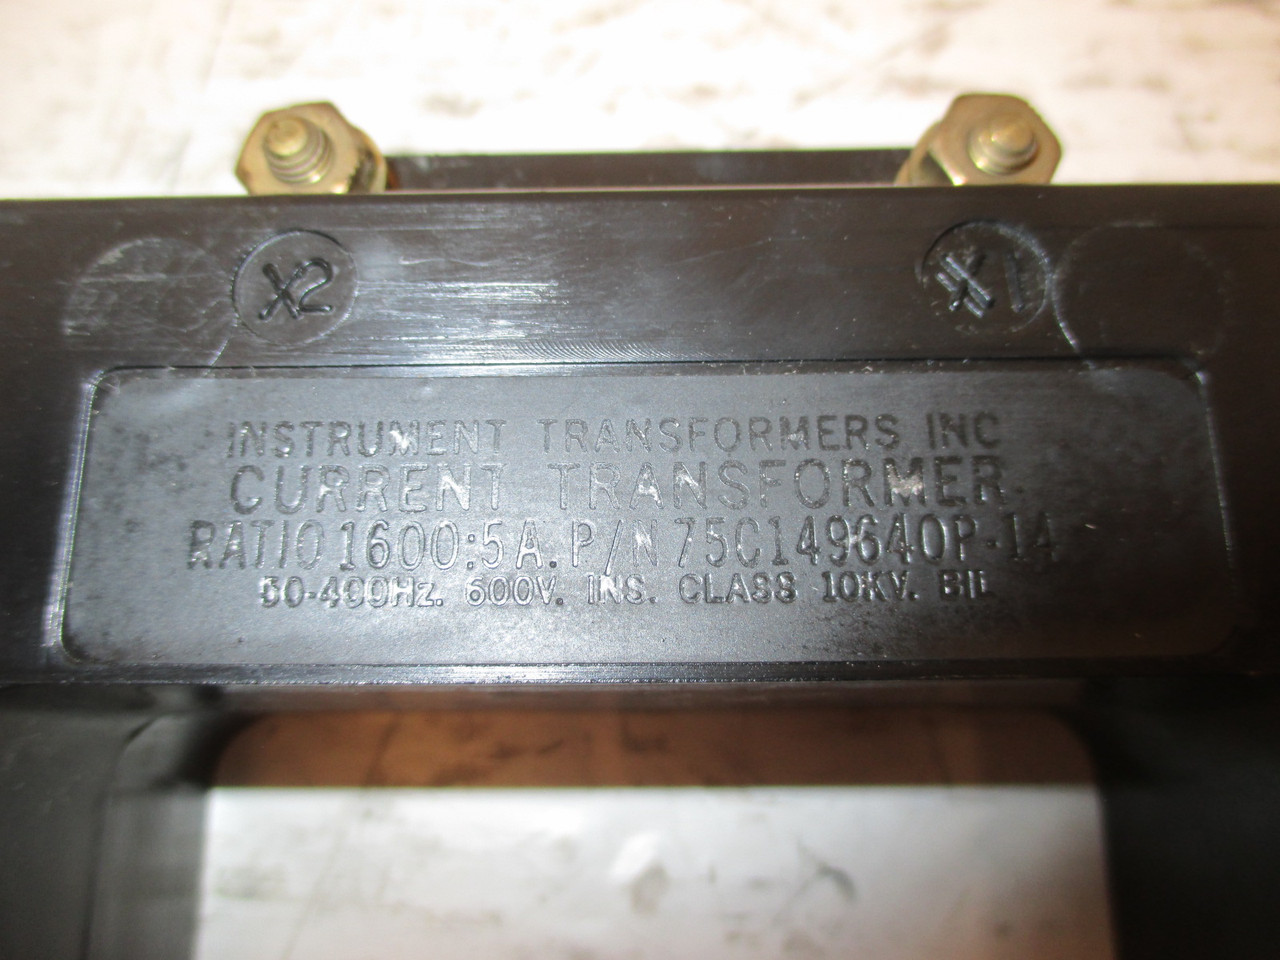 X2 X1
INSTRUMENT TRANSFORMERS INC
CURRENT TRANSFORMER
RATIO 1600:5A. P/N 75C149640P-14
50-400Hz. 600V. INS. CLASS 10KV. BIL